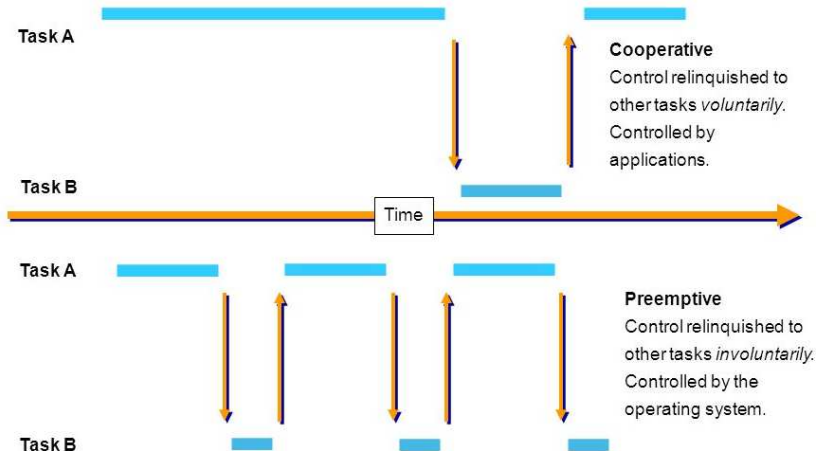 Task A
Cooperative
Control relinquished to
other tasks voluntarily.
Controlled by
applications.
Task B
Time
Task A
Preemptive
Control relinquished to
other tasks involuntarily.
Controlled by the
operating system.
Task B